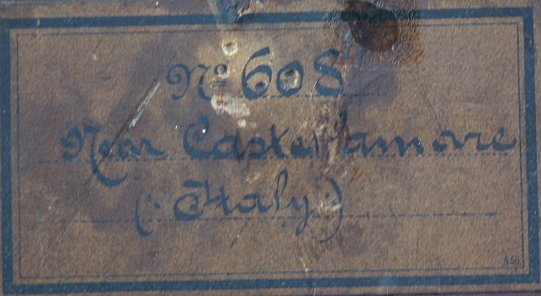 No 608
Near Castellamare
(Italy)